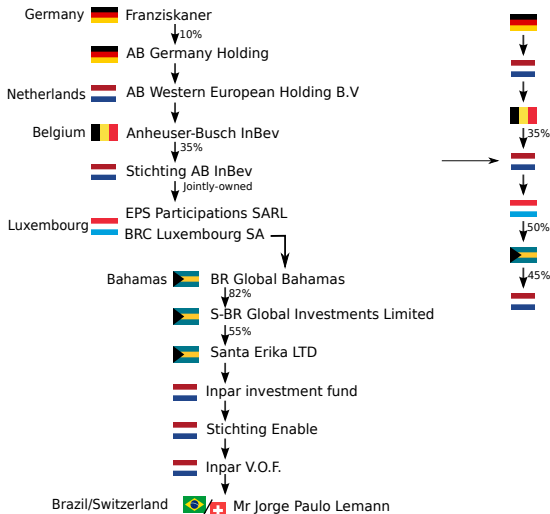 Germany Franziskaner
10%
AB Germany Holding
Netherlands AB Western European Holding B.V
Belgium Anheuser-Busch InBev
35%
Stichting AB InBev
Jointly-owned
EPS Participations SARL
Luxembourg
BRC Luxembourg SA
Bahamas BR Global Bahamas
82%
S-BR Global Investments Limited
55%
Santa Erika LTD
Inpar investment fund
Stichting Enable
Inpar V.O.F.
Brazil/Switzerland / Mr Jorge Paulo Lemann
35%
50%
45%